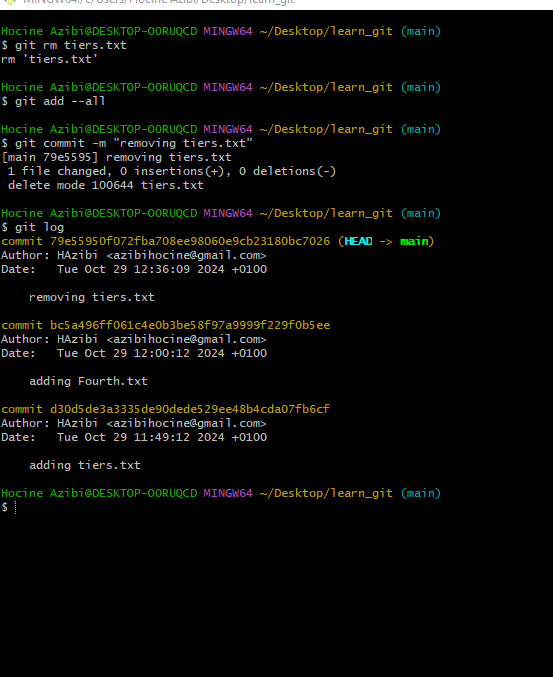 MINGW64:/c/Users/Hocine Azibi/Desktop/learn_git
Hocine Azibi@DESKTOP-OORUQCD MINGW64 ~/Desktop/learn_git (main)
$ git rm tiers.txt
rm 'tiers.txt'
Hocine Azibi@DESKTOP-OORUQCD MINGW64 ~/Desktop/learn_git (main)
$ git add --all
Hocine Azibi@DESKTOP-OORUQCD MINGW64 ~/Desktop/learn_git (main)
$ git commit -m "removing tiers.txt"
[main 79e5595] removing tiers.txt
 1 file changed, 0 insertions(+), 0 deletions(-)
 delete mode 100644 tiers.txt
Hocine Azibi@DESKTOP-OORUQCD MINGW64 ~/Desktop/learn_git (main)
$ git log
commit 79e55950f072fba708ee98060e9cb23180bc7026 (HEAD -> main)
Author: HAzibi <azibihocine@gmail.com>
Date:   Tue Oct 29 12:36:09 2024 +0100
    removing tiers.txt
commit bc5a496ff061c4e0b3be58f97a9999f229f0b5ee
Author: HAzibi <azibihocine@gmail.com>
Date:   Tue Oct 29 12:00:12 2024 +0100
    adding Fourth.txt
commit d30d5de3a3335de90dede529ee48b4cda07fb6cf
Author: HAzibi <azibihocine@gmail.com>
Date:   Tue Oct 29 11:49:12 2024 +0100
    adding tiers.txt
Hocine Azibi@DESKTOP-OORUQCD MINGW64 ~/Desktop/learn_git (main)
$